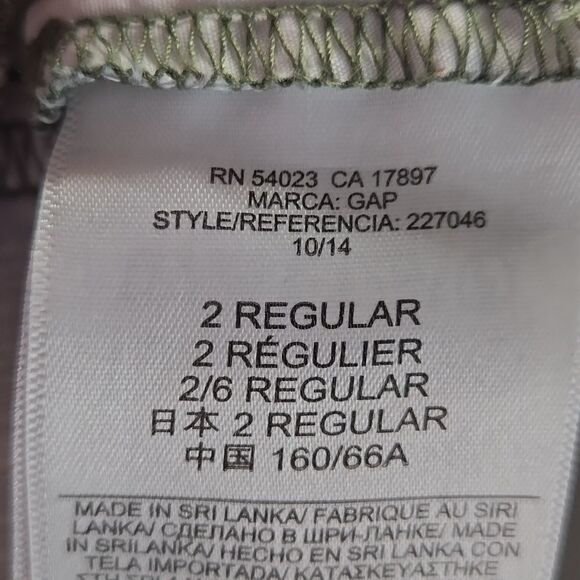 RN 54023 CA 17897
MARCA: GAP
STYLE/REFERENCIA: 227046
10/14
2 REGULAR
2 RÉGULIER
2/6 REGULAR
日本 2 REGULAR
中国 160/66A
MADE IN SRI LANKA/ FABRIQUE AU SIRI
LANKA/ СДЕЛАНО В ШРИ-ЛАНКЕ/ MADE
IN SRILANKA/ HECHO EN SRI LANKA CON
TELA IMPORTADA/ ΚΑΤΑΣΚΕΥΑΣΤΗΚΕ
ΣΤΗ